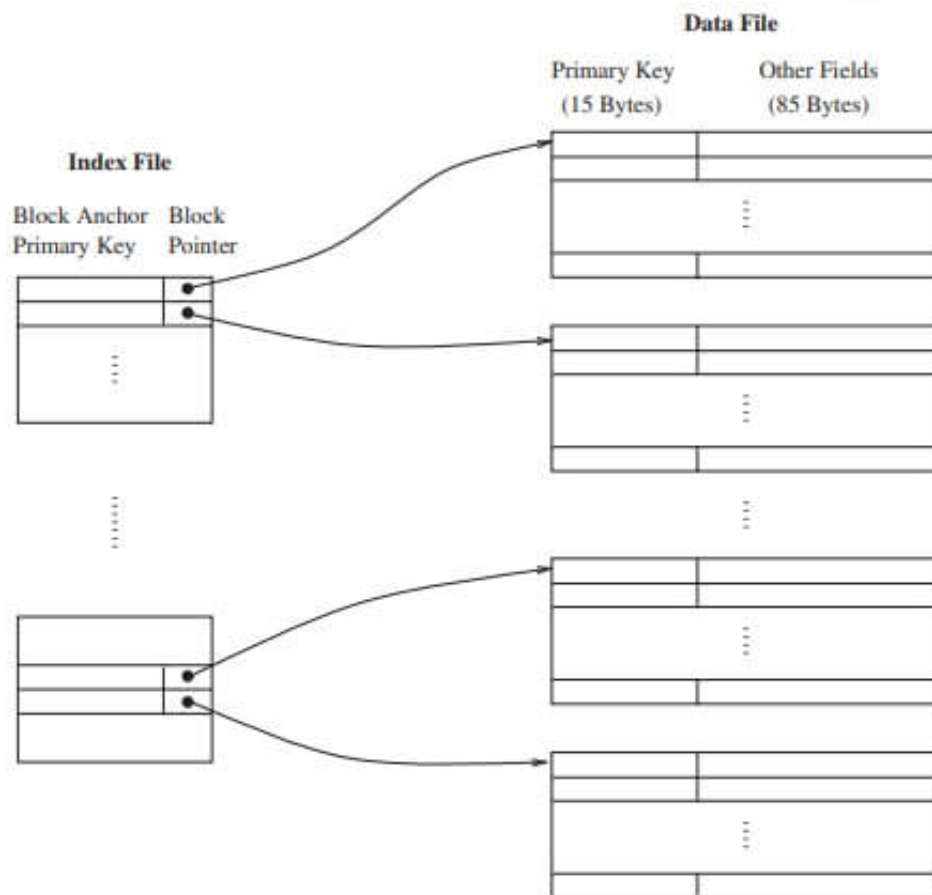 Data File
Primary Key Other Fields
(15 Bytes) (85 Bytes)
Index File
Block Anchor Block
Primary Key Pointer